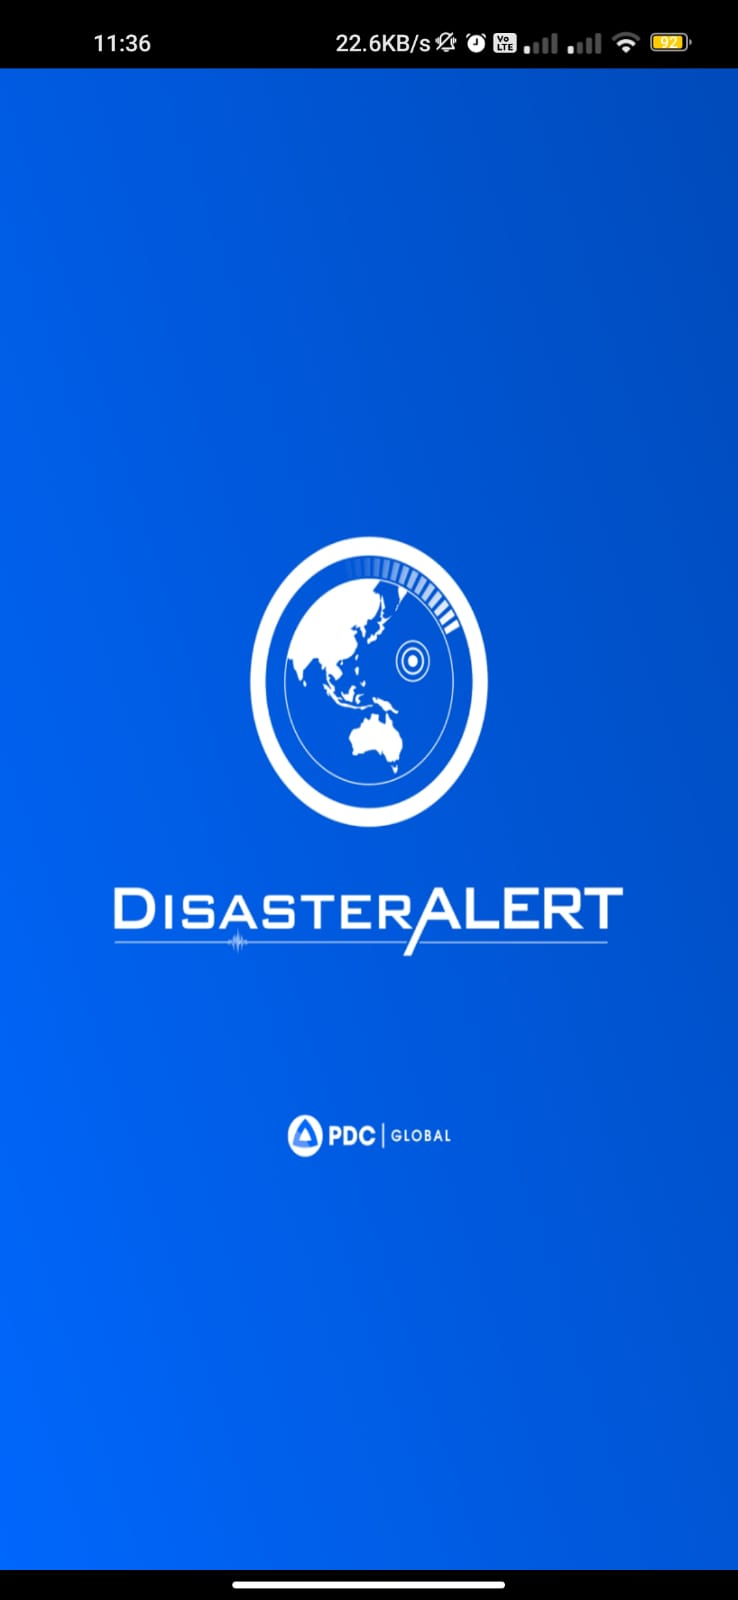 11:36 22.6KB/s Vo LTE 92
DISASTERALERT
PDC | GLOBAL